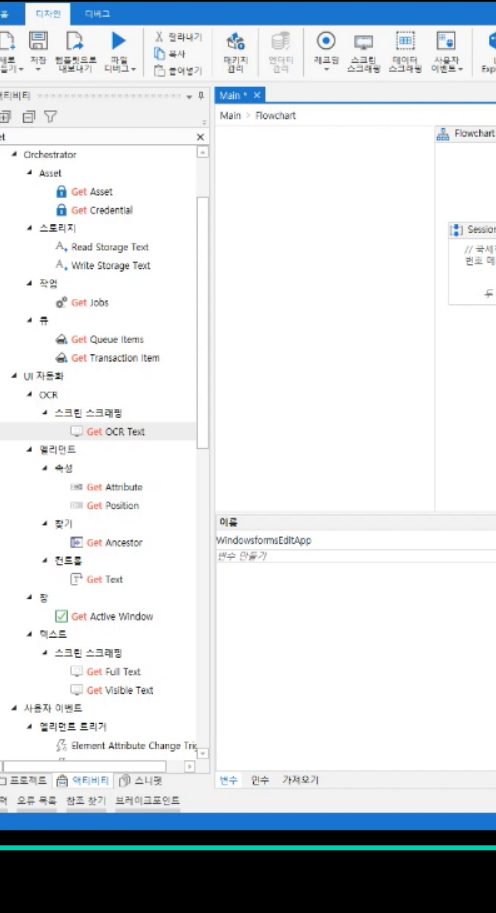 홈 디자인 디버그
새로 저장 템플릿으로 파일 잘라내기 패키지 엔터티 레코딩 스크린 데이터 사용자
만들기 내보내기 디버그 복사 관리 관리 스크래핑 스크래핑 이벤트 Exp
붙여넣기
액티비티 Main * ×
Main > Flowchart
et
Flowchart
Orchestrator
Asset
Get Asset
Get Credential
스토리지
Session
Read Storage Text
// 국세
Write Storage Text
번호 메
작업
두
Get Jobs
큐
Get Queue Items
Get Transaction Item
UI 자동화
OCR
스크린 스크래핑
Get OCR Text
엘리먼트
속성
Get Attribute
Get Position
찾기
이름
Get Ancestor
WindowsformsEditApp
컨트롤
변수 만들기
Get Text
창
Get Active Window
텍스트
스크린 스크래핑
Get Full Text
Get Visible Text
사용자 이벤트
엘리먼트 트리거
Element Attribute Change Trig
프로젝트 액티비티 스니펫 변수 인수 가져오기
오류 목록 참조 찾기 브레이크포인트